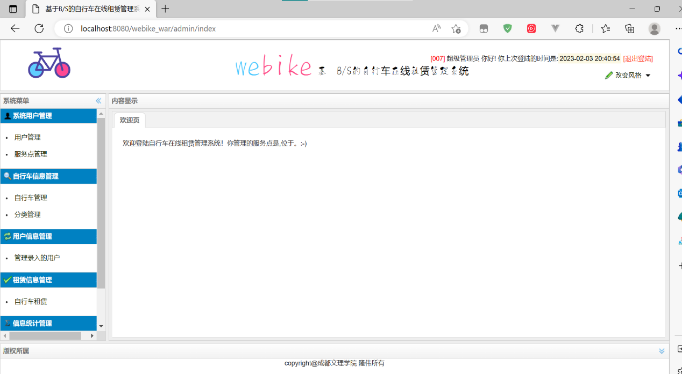 基于B/S的自行车在线租赁管理系
localhost:8080/webike_war/admin/index
webike 基 B/S的自行车在线租赁管理系统
[007] 超级管理员 你好! 你上次登陆的时间是: 2023-02-03 20:40:54 [退出登陆]
改变风格
系统菜单
内容显示
系统用户管理
欢迎页
用户管理
欢迎登陆自行车在线租赁管理系统！你管理的服务点是,位于。:-)
服务点管理
自行车信息管理
自行车管理
分类管理
用户信息管理
管理录入的用户
租赁信息管理
自行车租赁
信息统计管理
版权所属
copyright@成都文理学院 随佳所有